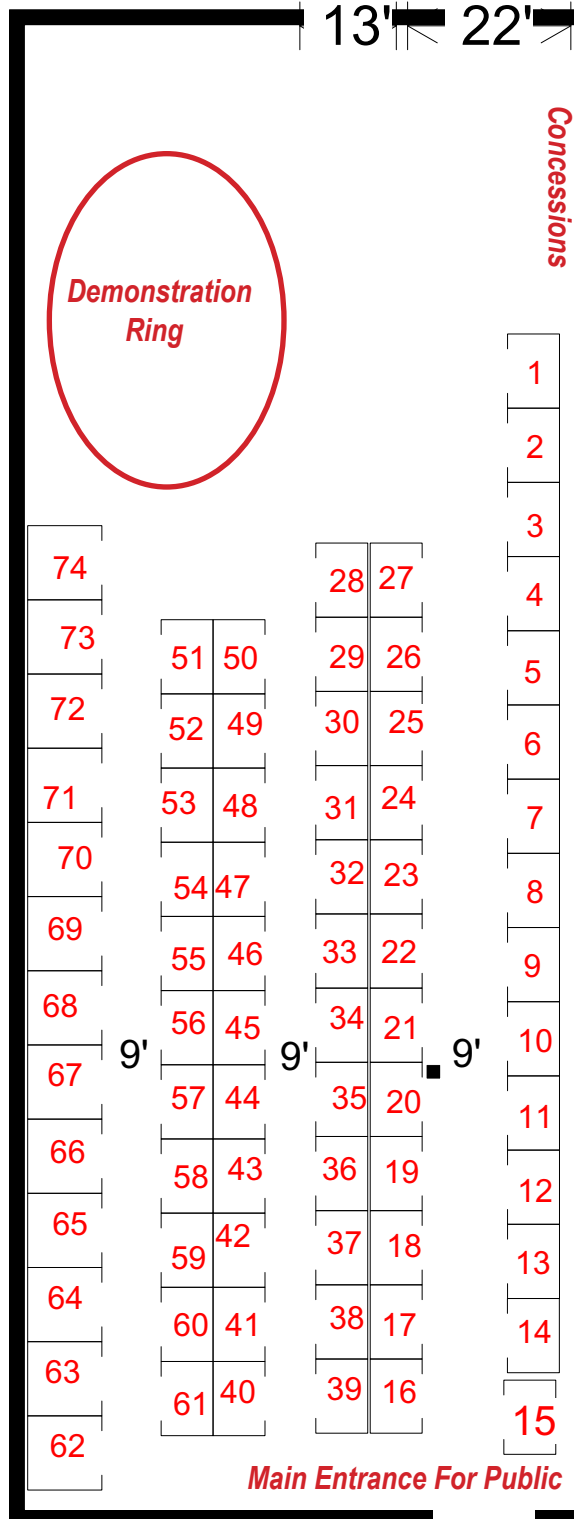 13' 22'
Concessions
Demonstration
Ring
1
2
3
74 28 27 4
73 51 50 29 26 5
72 52 49 30 25 6
71 53 48 31 24 7
70 54 47 32 23 8
69 55 46 33 22 9
68 56 45 34 21 10
9' 9' 9'
67 57 44 35 20 11
66 58 43 36 19 12
65 59 42 37 18 13
64 60 41 38 17 14
63 61 40 39 16 15
62
Main Entrance For Public